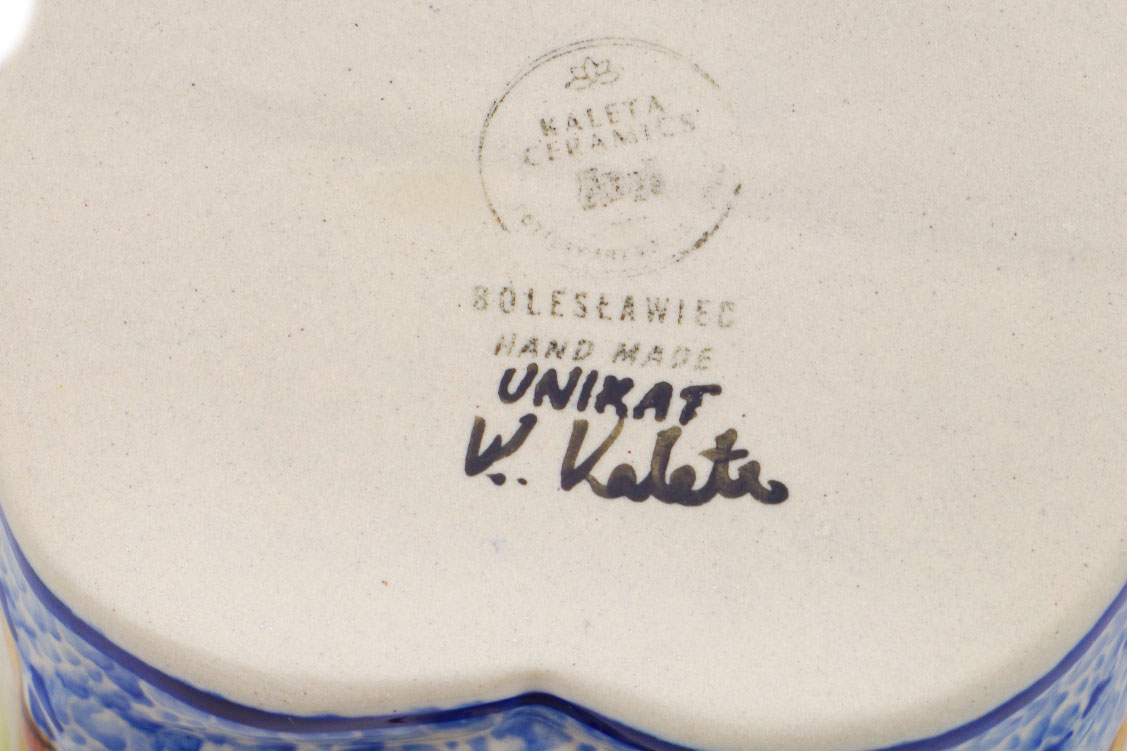 KALETA
CERAMICS
BOLESŁAWIEC
HAND MADE
UNIKAT
W. Kaleta